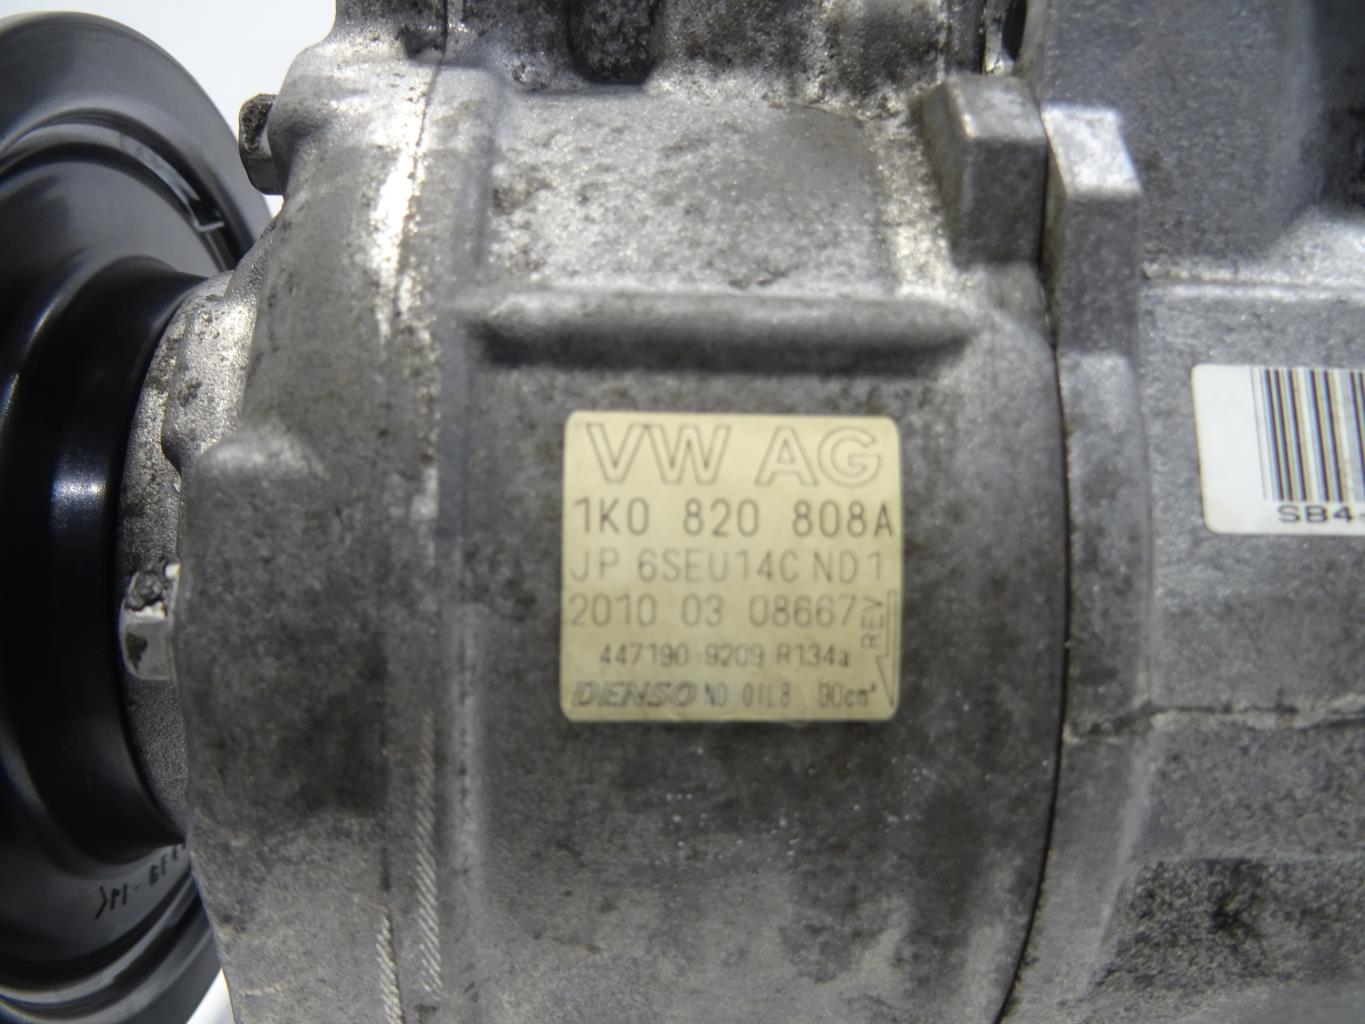 VW AG
1K0 820 808A
JP 6SEU14C ND1
2010 03 08667
REV
447190 9209 R134a
DENSO ND 01L8 90cm³
SB4